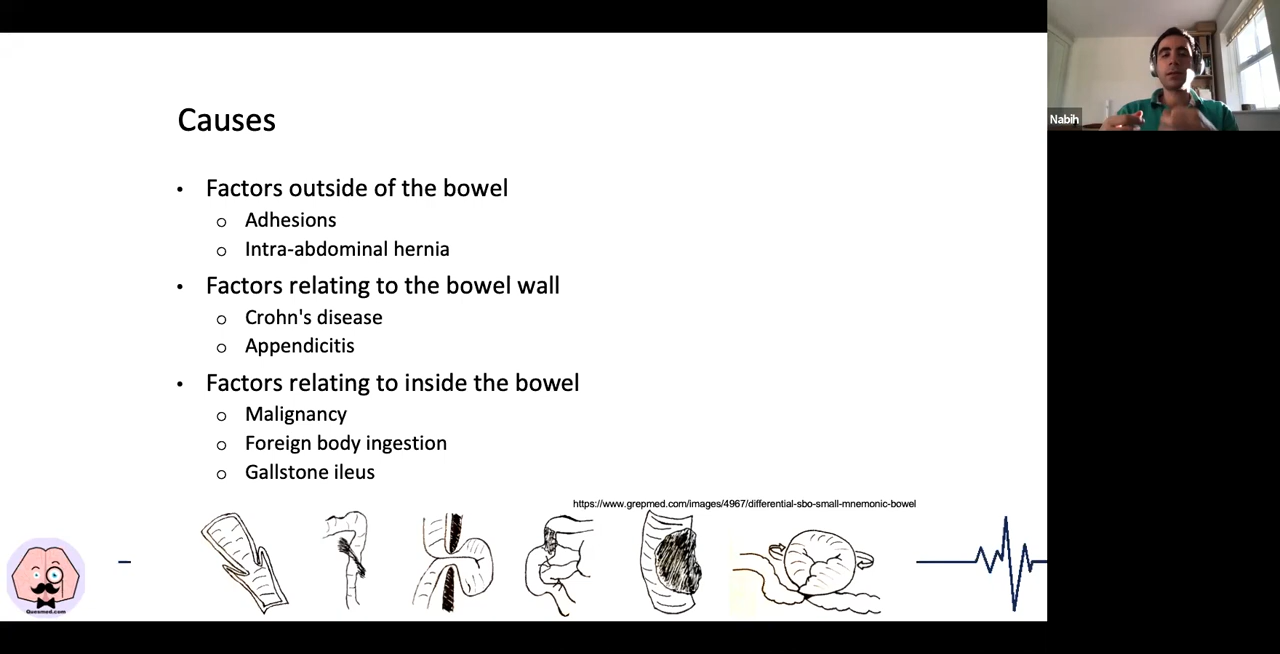 Causes
• Factors outside of the bowel
o Adhesions
o Intra-abdominal hernia
• Factors relating to the bowel wall
o Crohn's disease
o Appendicitis
• Factors relating to inside the bowel
o Malignancy
o Foreign body ingestion
o Gallstone ileus
https://www.grepmed.com/images/4967/differential-sbo-small-mnemonic-bowel
Quesmed.com
Nabih